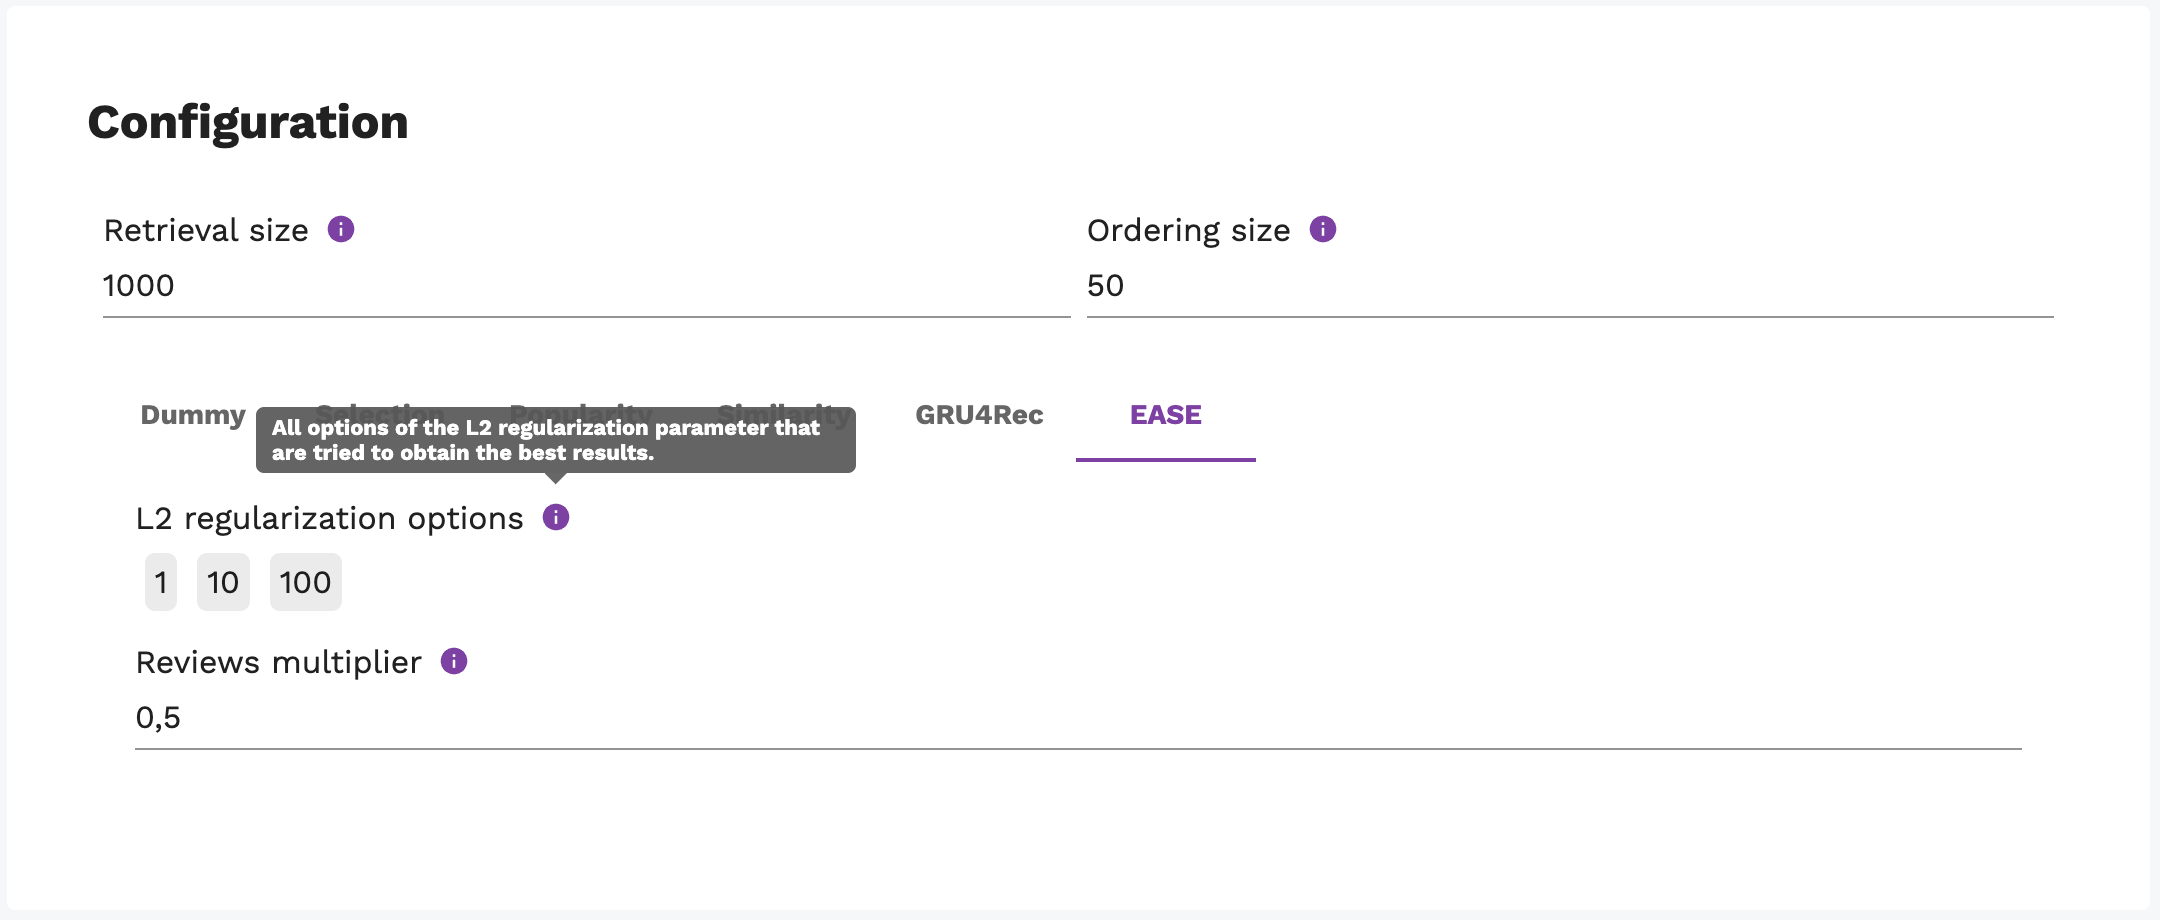 Configuration
Retrieval size
1000
Ordering size
50
Dummy Selection Popularity Similarity GRU4Rec EASE
All options of the L2 regularization parameter that
are tried to obtain the best results.
L2 regularization options
1 10 100
Reviews multiplier
0,5